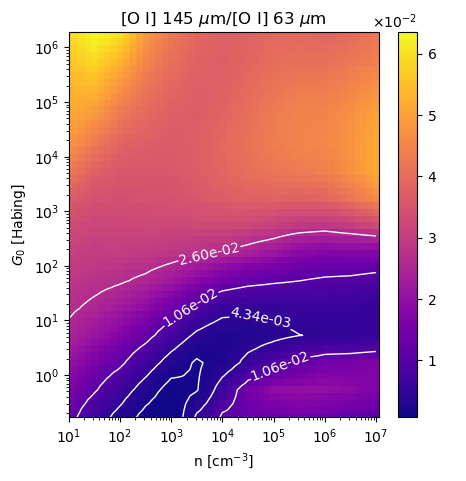 [O I] 145 μm/[O I] 63 μm
×10⁻²
10⁶
10⁵
10⁴
10³
10²
10¹
10⁰
G₀ [Habing]
2.60e-02
1.06e-02
4.34e-03
1.06e-02
6
5
4
3
2
1
10¹ 10² 10³ 10⁴ 10⁵ 10⁶ 10⁷
n [cm⁻³]